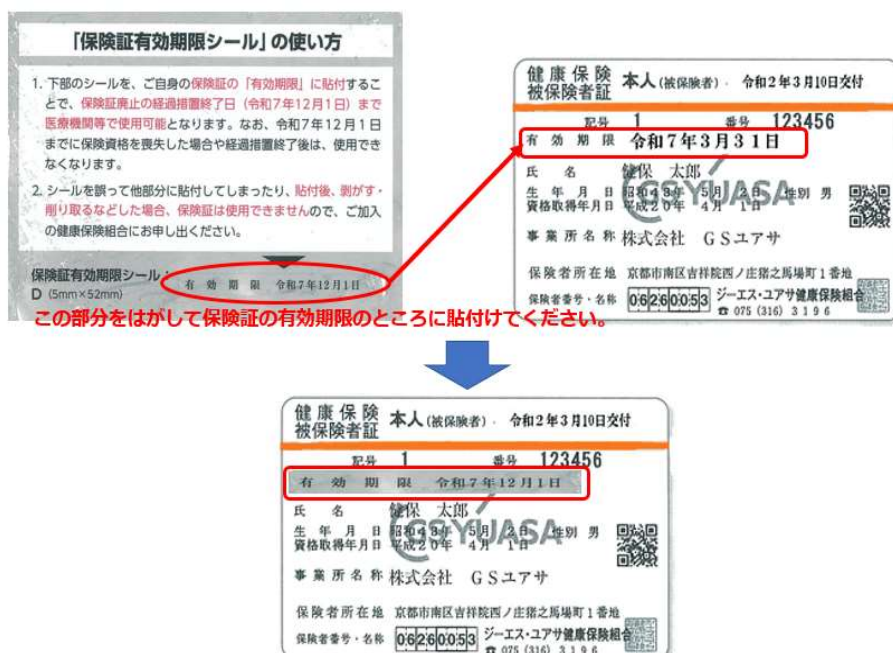 「保険証有効期限シール」の使い方
1. 下部のシールを、ご自身の保険証の「有効期限」に貼付するこ
とで、保険証廃止の経過措置終了日（令和7年12月1日）まで
医療機関等で使用可能となります。なお、令和7年12月1日
までに保険資格を喪失した場合や経過措置終了後は、使用でき
なくなります。
2. シールを誤って他部分に貼付してしまったり、貼付後、剥がす・
削り取るなどした場合、保険証は使用できませんので、ご加入
の健康保険組合にお申し出ください。
保険証有効期限シール：
D（5mm×52mm）
有効期限 令和7年12月1日
この部分をはがして保険証の有効期限のところに貼付けてください。
健康保険 被保険者証 本人（被保険者） 令和2年3月10日交付
記号 1 番号 123456
有効期限 令和7年3月31日
氏名 健保 太郎
GS YUASA
生年月日 昭和43年 5月 2日 性別 男
資格取得年月日 平成20年 4月 1日
事業所名称 株式会社 GSユアサ
保険者所在地 京都市南区吉祥院西ノ庄猪之馬場町1番地
保険者番号・名称 06260053 ジーエス・ユアサ健康保険組合
☎ 075 (316) 3196
健康保険 被保険者証 本人（被保険者） 令和2年3月10日交付
記号 1 番号 123456
有効期限 令和7年12月1日
氏名 健保 太郎
GS YUASA
生年月日 昭和43年 5月 2日 性別 男
資格取得年月日 平成20年 4月 1日
事業所名称 株式会社 GSユアサ
保険者所在地 京都市南区吉祥院西ノ庄猪之馬場町1番地
保険者番号・名称 06260053 ジーエス・ユアサ健康保険組合
☎ 075 (316) 3196